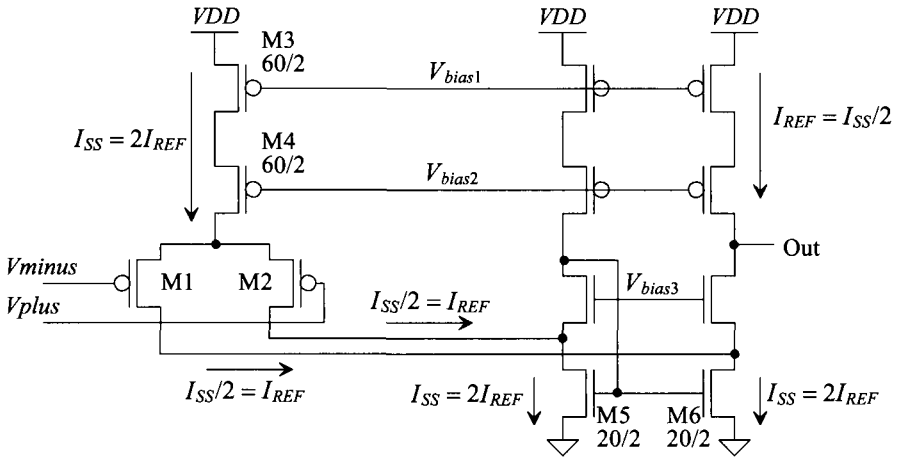 VDD
VDD
VDD
M3
60/2
V_bias1
I_SS = 2I_REF
I_REF = I_SS/2
M4
60/2
V_bias2
Out
Vminus
M1
M2
V_bias3
Vplus
I_SS/2 = I_REF
I_SS/2 = I_REF
I_SS = 2I_REF
M5
20/2
M6
20/2
I_SS = 2I_REF